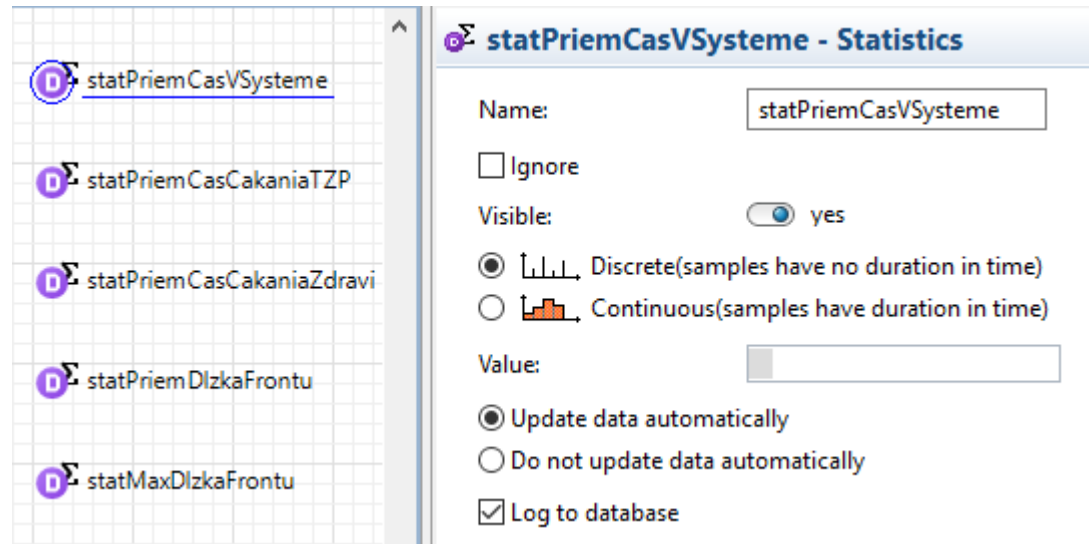 statPriemCasVSysteme
statPriemCasCakaniaTZP
statPriemCasCakaniaZdravi
statPriemDlzkaFrontu
statMaxDlzkaFrontu
statPriemCasVSysteme - Statistics
Name: statPriemCasVSysteme
Ignore
Visible: yes
Discrete(samples have no duration in time)
Continuous(samples have duration in time)
Value:
Update data automatically
Do not update data automatically
Log to database